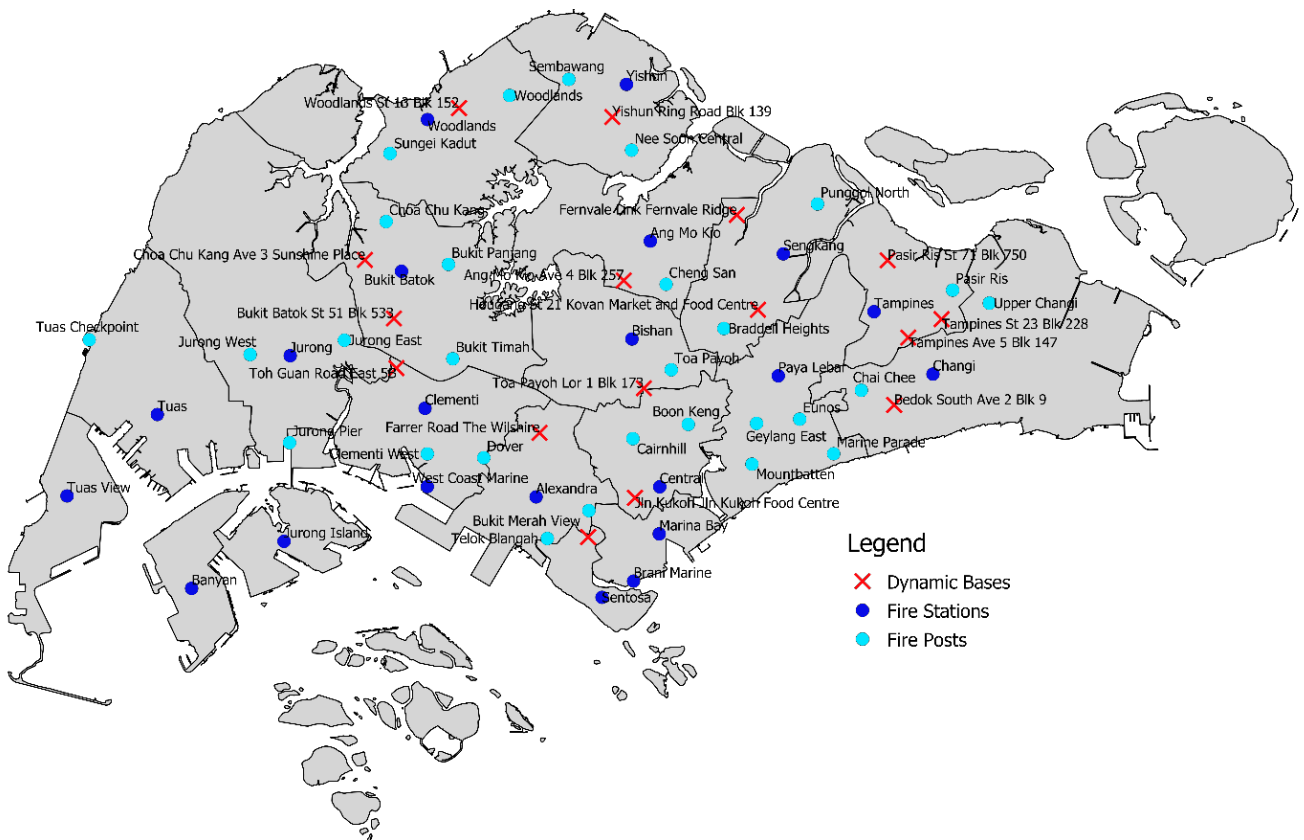 Sembawang
Yishun
Woodlands St 13 Blk 152
Woodlands
Woodlands
Yishun Ring Road Blk 139
Sungei Kadut
Nee Soon Central
Punggol North
Choa Chu Kang
Fernvale Link Fernvale Ridge
Ang Mo Kio
Sengkang
Choa Chu Kang Ave 3 Sunshine Place
Bukit Panjang
Pasir Ris St 71 Blk 750
Bukit Batok
Ang Mo Kio Ave 4 Blk 257
Cheng San
Pasir Ris
Hougang St 21 Kovan Market and Food Centre
Upper Changi
Bukit Batok St 51 Blk 533
Tampines
Tuas Checkpoint
Braddell Heights
Tampines St 23 Blk 228
Jurong West
Jurong
Jurong East
Bishan
Tampines Ave 5 Blk 147
Bukit Timah
Toa Payoh
Toh Guan Road East 5B
Paya Lebar
Changi
Toa Payoh Lor 1 Blk 173
Chai Chee
Clementi
Bedok South Ave 2 Blk 9
Tuas
Boon Keng
Eunos
Farrer Road The Wilshire
Geylang East
Jurong Pier
Cairnhill
Marine Parade
Clementi West
Dover
Mountbatten
West Coast Marine
Central
Tuas View
Alexandra
Jln Kukoh Jln Kukoh Food Centre
Bukit Merah View
Marina Bay
Jurong Island
Telok Blangah
Legend
Banyan
Brani Marine
Dynamic Bases
Sentosa
Fire Stations
Fire Posts